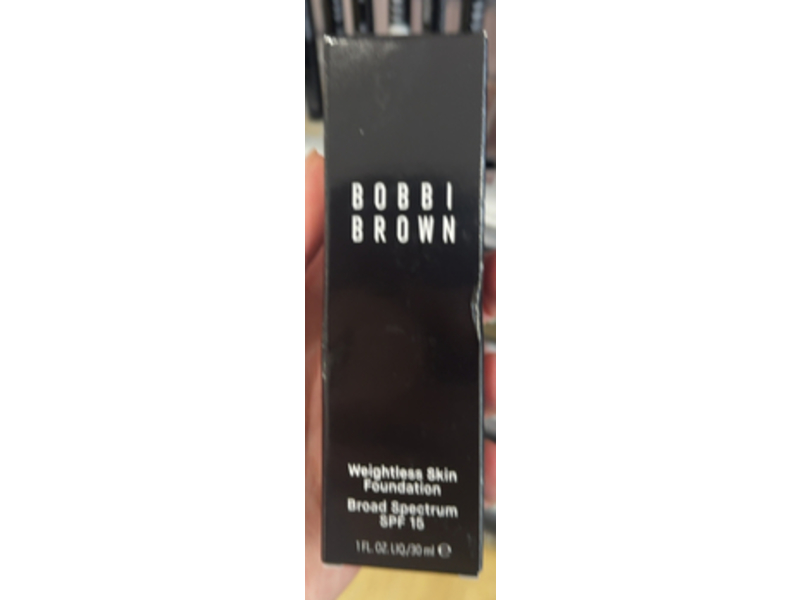 BOBBI
BROWN
Weightless Skin
Foundation
Broad Spectrum
SPF 15
1 FL. OZ. LIQ./30 ml ℮